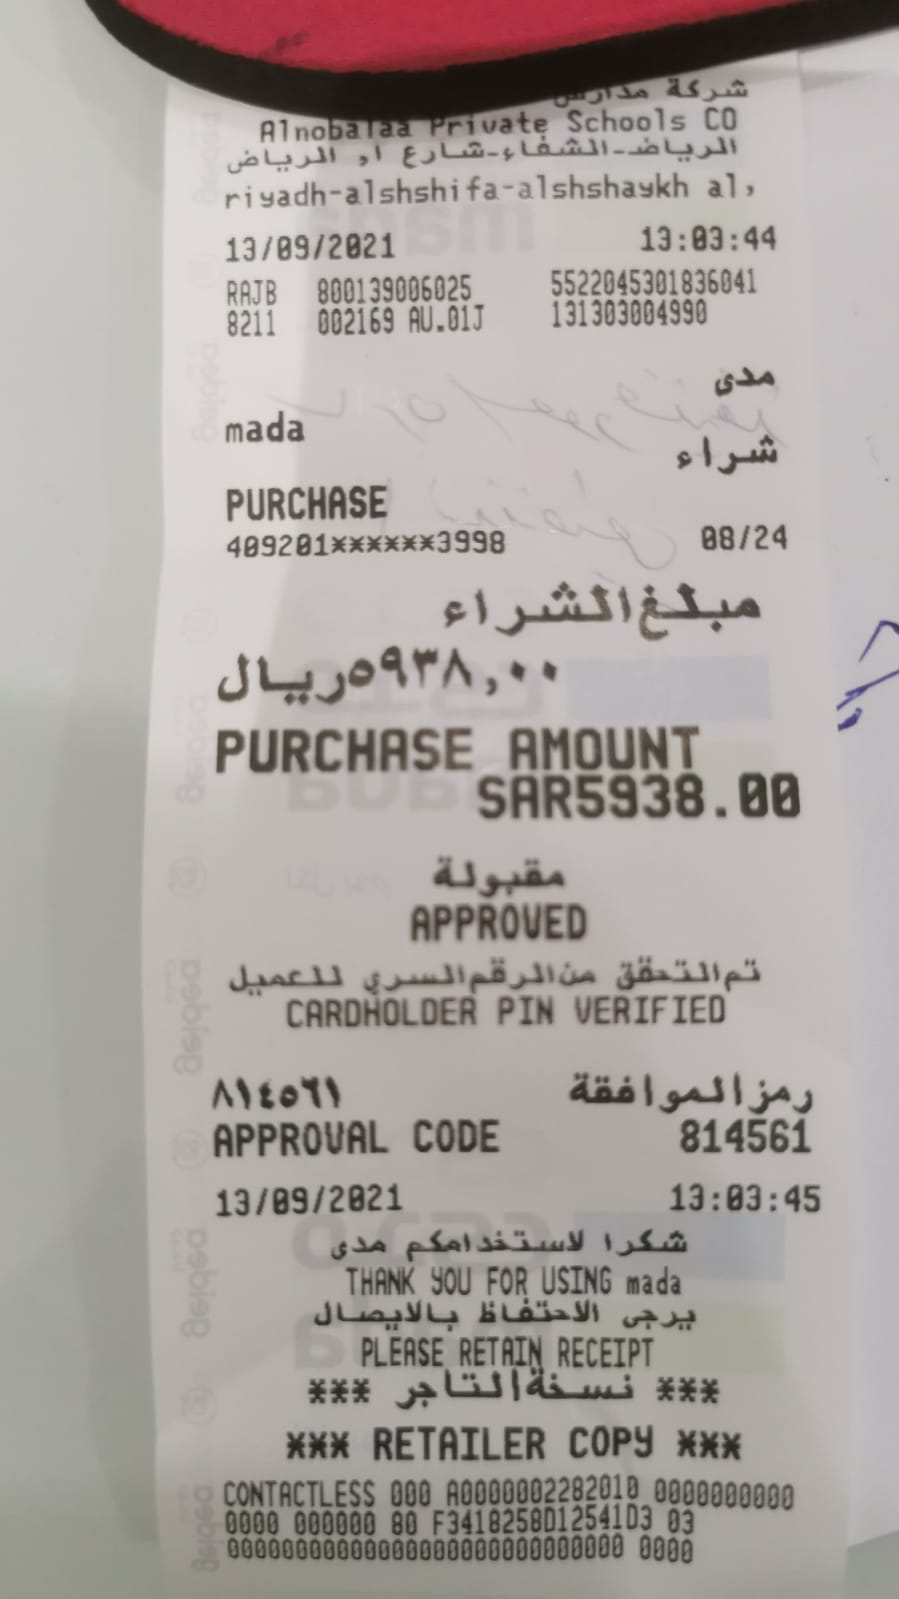 شركة مدارس
Alnobalaa Private Schools CO
الرياض-الشفاء-شارع ا, الرياض
riyadh-alshshifa-alshshaykh al,
13/09/2021 13:03:44
RAJB 800139006025 5522045301836041
8211 002169 AU.01J 131303004990
مدى
mada
شراء
PURCHASE
409201******3998 08/24
مبلغ الشراء
٥٩٣٨,٠٠ ريال
PURCHASE AMOUNT
SAR5938.00
مقبولة
APPROVED
تم التحقق من الرقم السري للعميل
CARDHOLDER PIN VERIFIED
رمز الموافقة ٨١٤٥٦١
APPROVAL CODE 814561
13/09/2021 13:03:45
شكرا لاستخدامكم مدى
THANK YOU FOR USING mada
يرجى الاحتفاظ بالايصال
PLEASE RETAIN RECEIPT
*** نسخة التاجر ***
*** RETAILER COPY ***
CONTACTLESS 000 A0000002282010 0000000000
0000 000000 80 F3418258D12541D3 03
0000000000000000000000000000000 0000